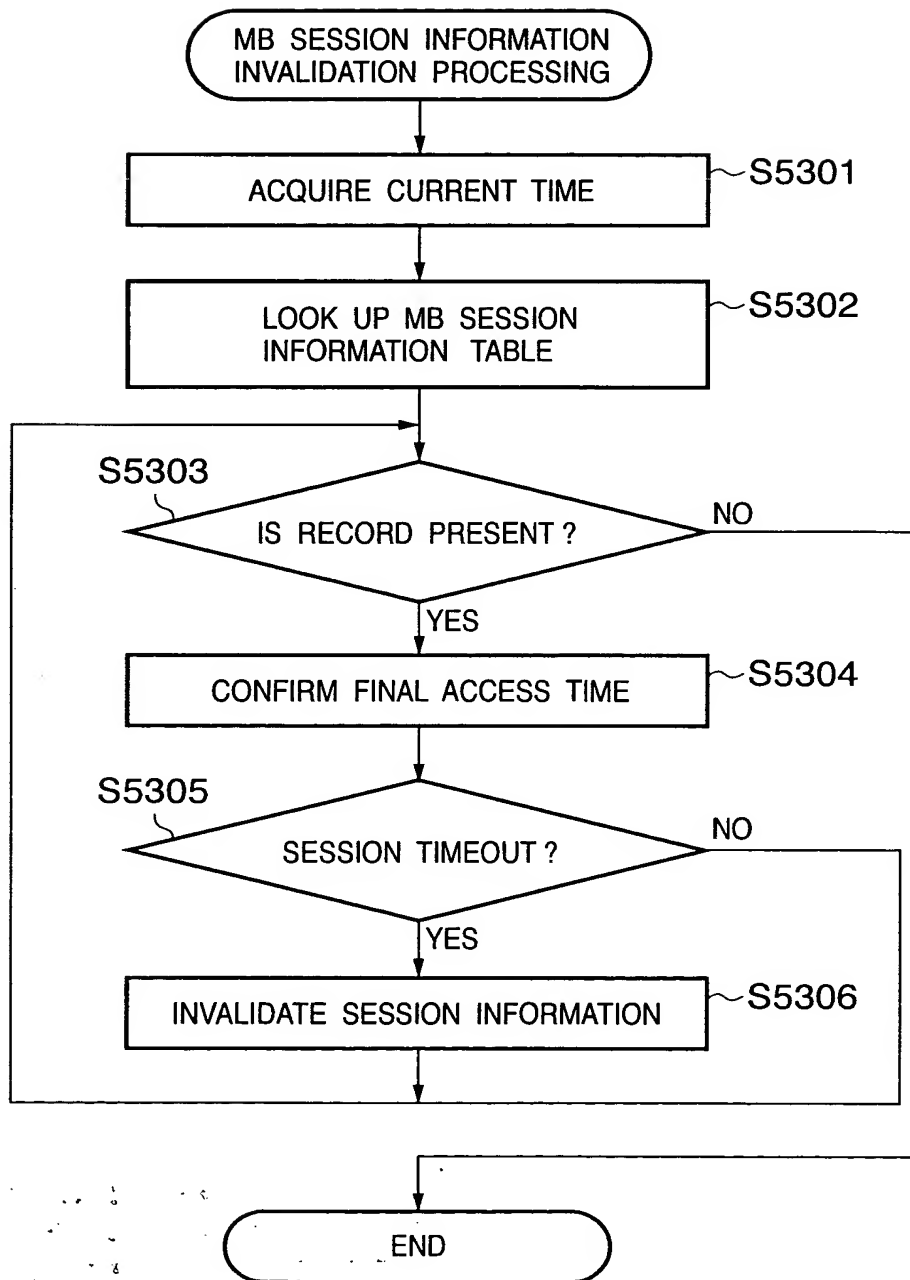 MB SESSION INFORMATION
INVALIDATION PROCESSING
ACQUIRE CURRENT TIME
S5301
LOOK UP MB SESSION
INFORMATION TABLE
S5302
S5303
IS RECORD PRESENT ?
NO
YES
CONFIRM FINAL ACCESS TIME
S5304
S5305
SESSION TIMEOUT ?
NO
YES
INVALIDATE SESSION INFORMATION
S5306
END